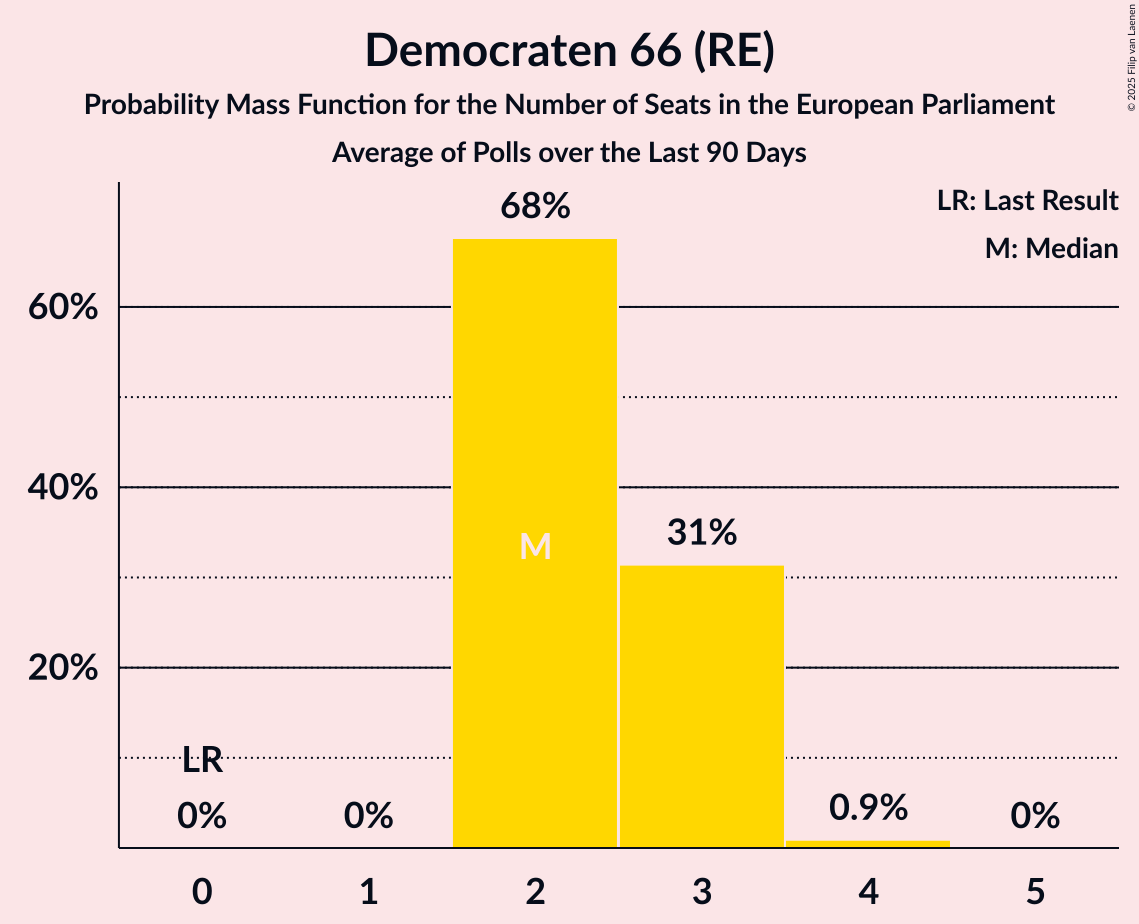 Democraten 66 (RE)
Probability Mass Function for the Number of Seats in the European Parliament
Average of Polls over the Last 90 Days
© 2025 Filip van Laenen
LR: Last Result
M: Median
68%
60%
40%
31%
M
20%
LR
0%
0%
0.9%
0%
0
1
2
3
4
5